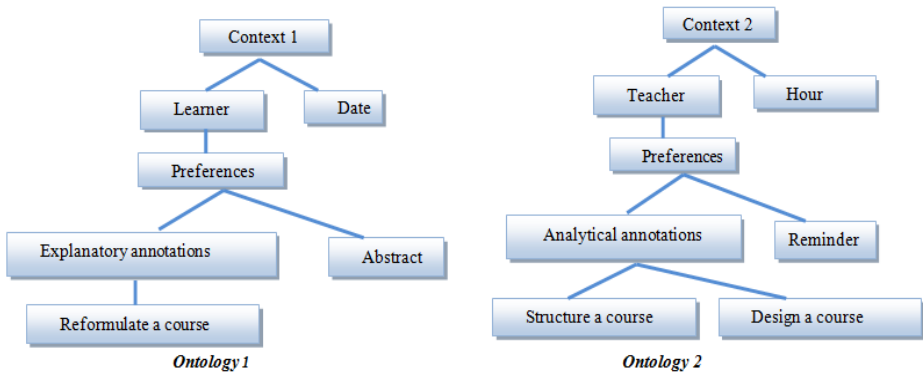 Context 1
Learner
Date
Preferences
Explanatory annotations
Abstract
Reformulate a course
Ontology 1
Context 2
Teacher
Hour
Preferences
Analytical annotations
Reminder
Structure a course
Design a course
Ontology 2